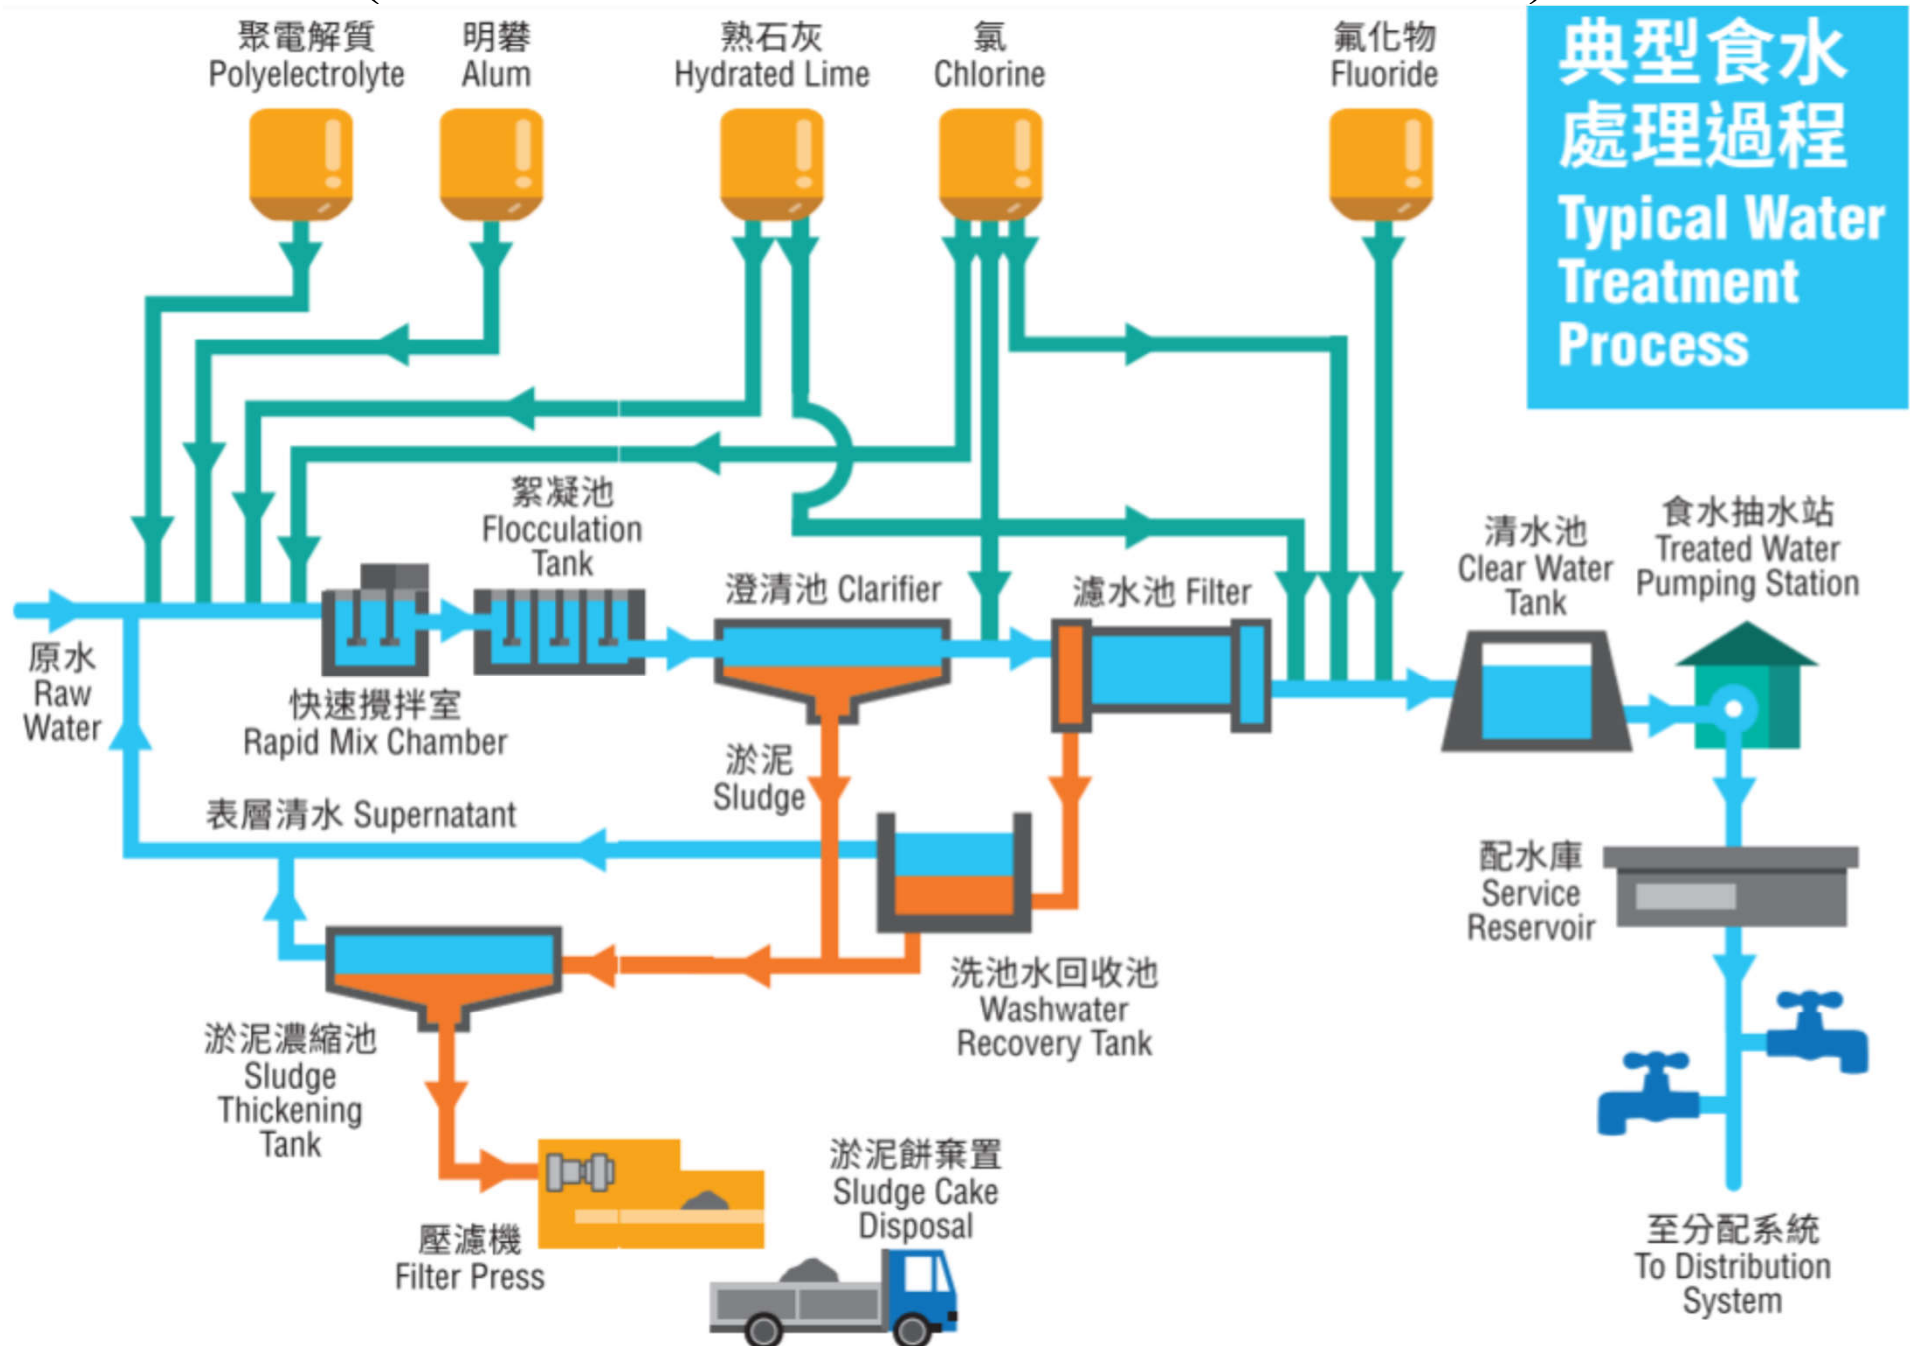 聚電解質
Polyelectrolyte
明礬
Alum
熟石灰
Hydrated Lime
氯
Chlorine
氟化物
Fluoride
典型食水
處理過程
Typical Water
Treatment
Process
絮凝池
Flocculation
Tank
澄清池 Clarifier
濾水池 Filter
清水池
Clear Water
Tank
食水抽水站
Treated Water
Pumping Station
原水
Raw
Water
快速攪拌室
Rapid Mix Chamber
淤泥
Sludge
表層清水 Supernatant
配水庫
Service
Reservoir
洗池水回收池
Washwater
Recovery Tank
淤泥濃縮池
Sludge
Thickening
Tank
淤泥餅棄置
Sludge Cake
Disposal
壓濾機
Filter Press
至分配系統
To Distribution
System